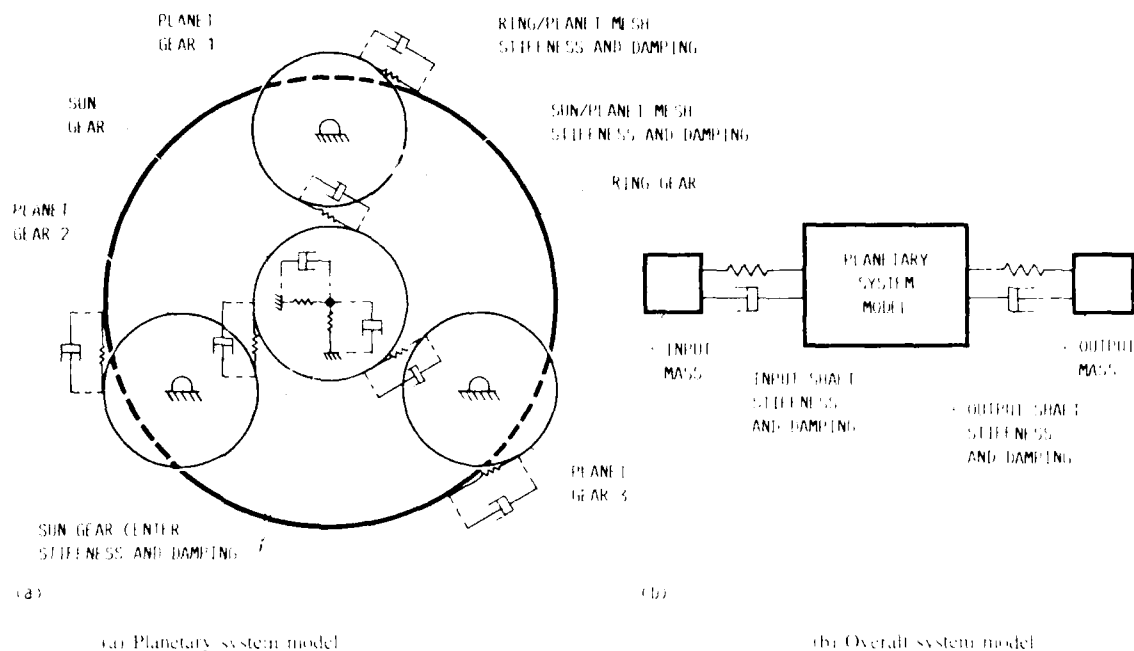 PLANET
GEAR 1
RING/PLANET MESH
STIFFNESS AND DAMPING
SUN
GEAR
SUN/PLANET MESH
STIFFNESS AND DAMPING
RING GEAR
PLANET
GEAR 2
PLANET
GEAR 3
SUN GEAR CENTER
STIFFNESS AND DAMPING
(a)
(a) Planetary system model
PLANETARY
SYSTEM
MODEL
INPUT
MASS
INPUT SHAFT
STIFFNESS
AND DAMPING
OUTPUT
MASS
OUTPUT SHAFT
STIFFNESS
AND DAMPING
(b)
(b) Overall system model